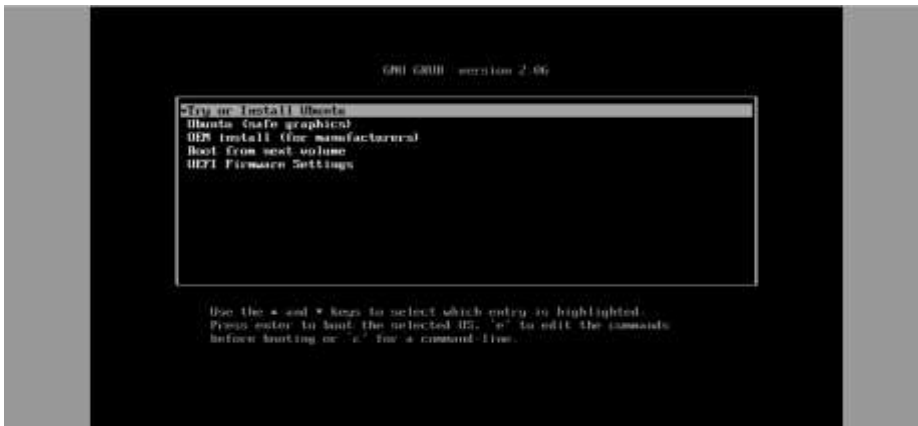 GNU GRUB version 2.06
*Try or Install Ubuntu
Ubuntu (safe graphics)
OEM install (for manufacturers)
Boot from next volume
UEFI Firmware Settings
Use the ▲ and ▼ keys to select which entry is highlighted.
Press enter to boot the selected OS, `e' to edit the commands
before booting or `c' for a command-line.